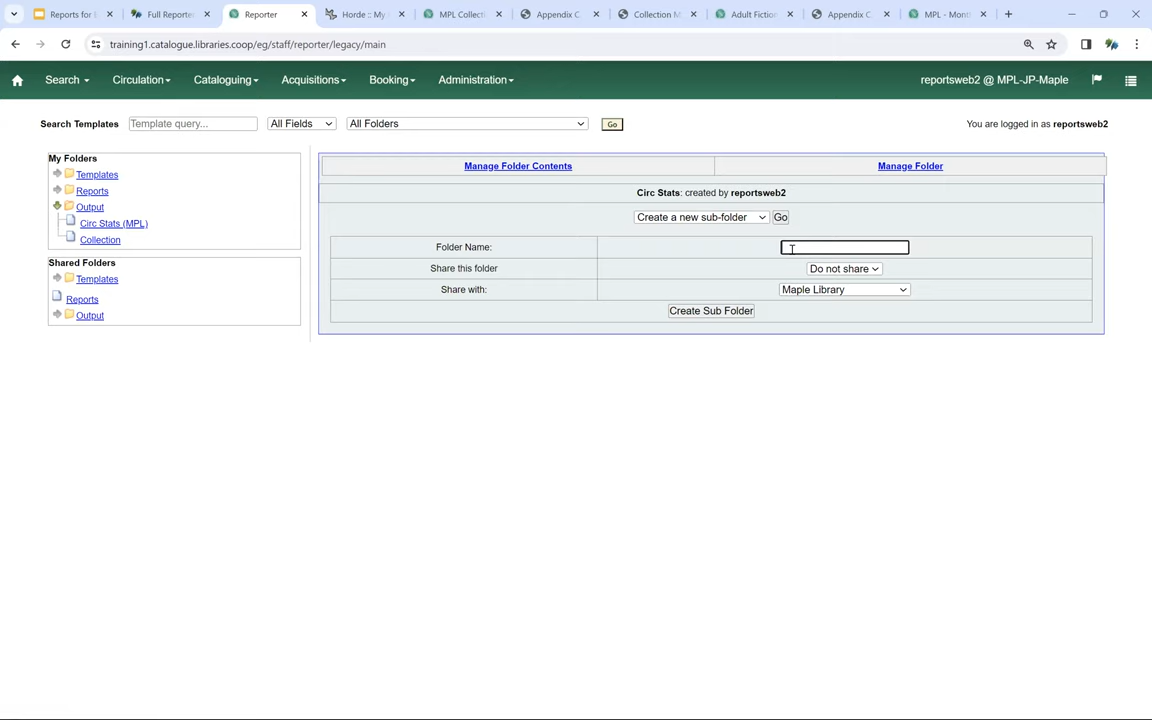 Reports for
Full Reporter
Reporter
Horde :: My
MPL Collecti
Appendix C
Collection M
Adult Fiction
Appendix C.
MPL - Mont
training1.catalogue.libraries.coop/eg/staff/reporter/legacy/main
Search
Circulation
Cataloguing
Acquisitions
Booking
Administration
reportsweb2 @ MPL-JP-Maple
Search Templates
Template query...
All Fields
All Folders
Go
You are logged in as reportsweb2
My Folders
Templates
Reports
Output
Circ Stats (MPL)
Collection
Shared Folders
Templates
Reports
Output
Manage Folder Contents
Manage Folder
Circ Stats: created by reportsweb2
Create a new sub-folder
Go
Folder Name:
Share this folder
Do not share
Share with:
Maple Library
Create Sub Folder